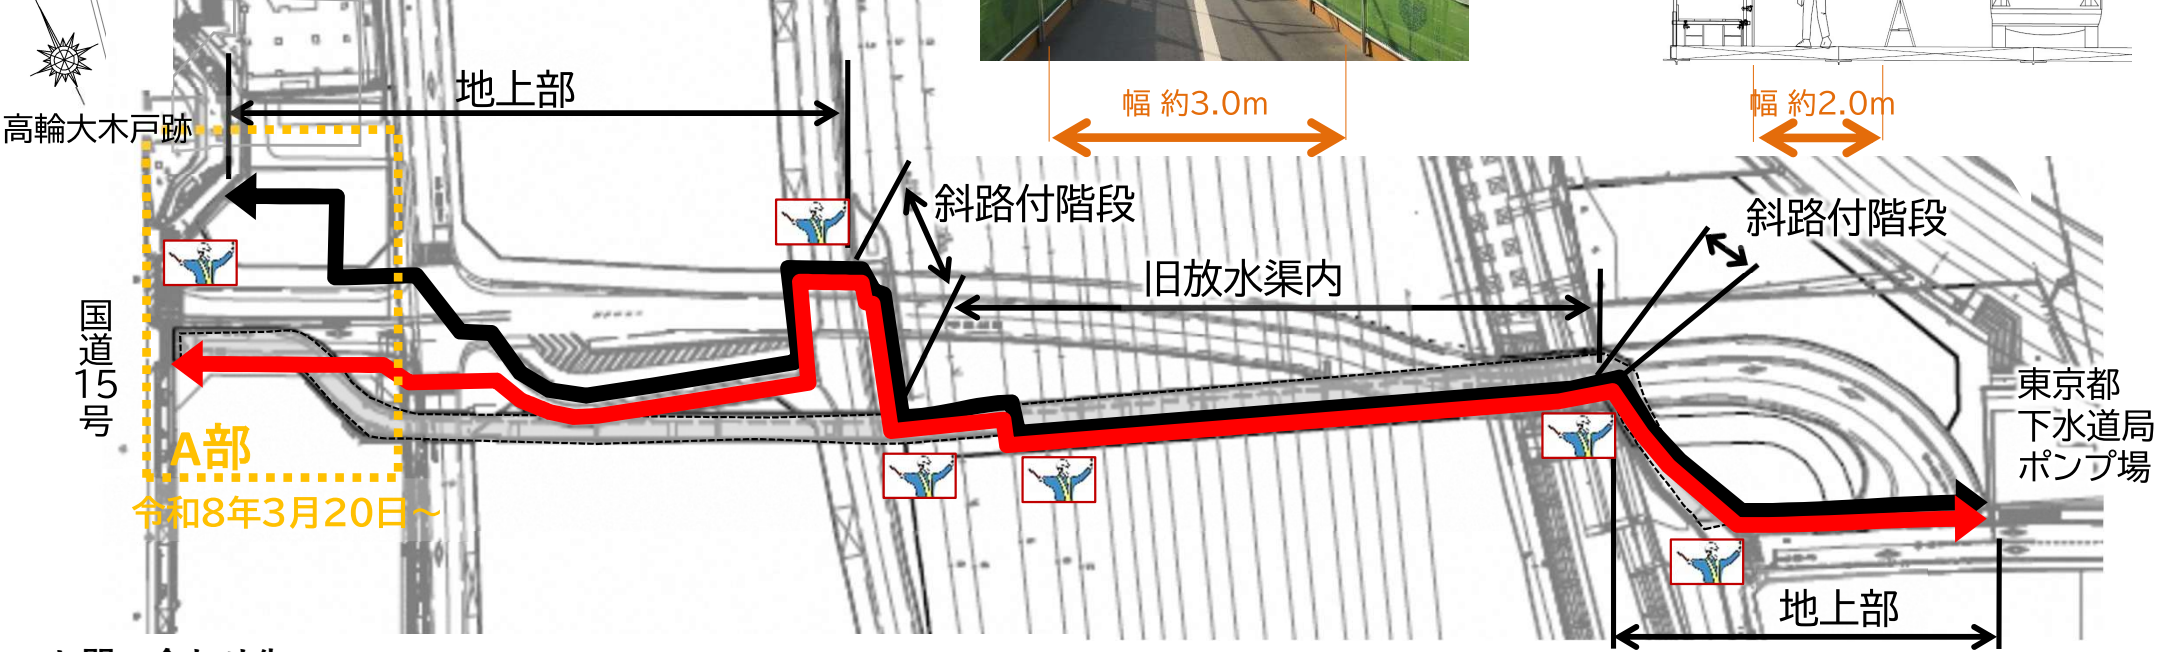 地上部
幅 約3.0m
幅 約2.0m
高輪大木戸跡
斜路付階段
斜路付階段
旧放水渠内
国道15号
東京都
下水道局
ポンプ場
A部
令和8年3月20日～
地上部